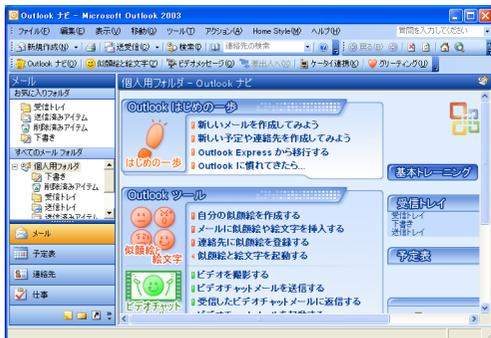 Outlook ナビ - Microsoft Outlook 2003
ファイル(F) 編集(E) 表示(V) 移動(G) ツール(T) アクション(A) Home Style(M) ヘルプ(H) 質問を入力してください
新規作成(N) 送受信(C) 検索(I) 連絡先の検索 戻る(B)
Outlook ナビ(O) 似顔絵と絵文字(Z) ビデオメッセージ(Q) 差出人へ(X) ケータイ連携(K) グリーティング(U)
メール
お気に入りフォルダ
受信トレイ
送信済みアイテム
削除済みアイテム
下書き
すべてのメール フォルダ
個人用フォルダ
下書き
削除済みアイテム
受信トレイ
送信トレイ
送信済みアイテム
メール
予定表
連絡先
仕事
個人用フォルダ - Outlook ナビ
Outlook はじめの一歩
はじめの一歩
新しいメールを作成してみよう
新しい予定や連絡先を作成してみよう
Outlook Express から移行する
Outlook に慣れてきたら...
Outlook ツール
似顔絵と
絵文字
自分の似顔絵を作成する
メールに似顔絵や絵文字を挿入する
連絡先に似顔絵を登録する
似顔絵と絵文字を起動する
ビデオチャット
ビデオを撮影する
ビデオチャットメールを送信する
受信したビデオチャットメールに返信する
基本トレーニング
受信トレイ
受信トレイ
下書き
送信トレイ
予定表